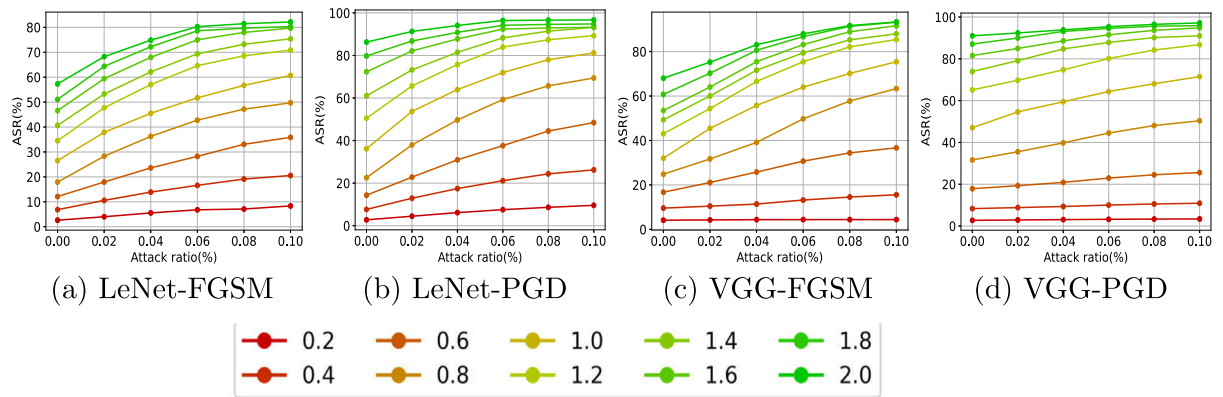 80
70
60
50
40
30
20
10
0
ASR(%)
0.00 0.02 0.04 0.06 0.08 0.10
Attack ratio(%)
(a) LeNet-FGSM
100
80
60
40
20
0
ASR(%)
0.00 0.02 0.04 0.06 0.08 0.10
Attack ratio(%)
(b) LeNet-PGD
80
60
40
20
0
ASR(%)
0.00 0.02 0.04 0.06 0.08 0.10
Attack ratio(%)
(c) VGG-FGSM
100
80
60
40
20
0
ASR(%)
0.00 0.02 0.04 0.06 0.08 0.10
Attack ratio(%)
(d) VGG-PGD
0.2 0.6 1.0 1.4 1.8
0.4 0.8 1.2 1.6 2.0